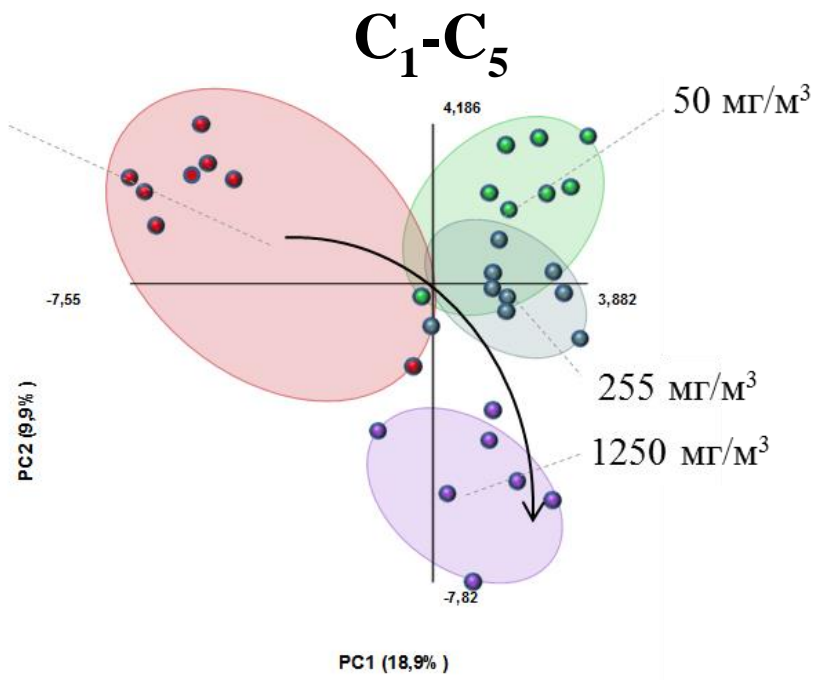 C₁-C₅
4,186
50 мг/м³
-7,55
3,882
255 мг/м³
1250 мг/м³
PC2 (9,9% )
-7,82
PC1 (18,9% )